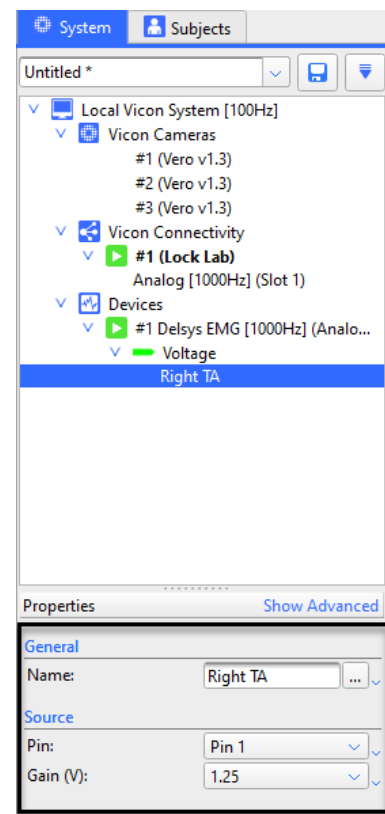 System Subjects
Untitled *
Local Vicon System [100Hz]
Vicon Cameras
#1 (Vero v1.3)
#2 (Vero v1.3)
#3 (Vero v1.3)
Vicon Connectivity
#1 (Lock Lab)
Analog [1000Hz] (Slot 1)
Devices
#1 Delsys EMG [1000Hz] (Analo...
Voltage
Right TA
Properties Show Advanced
General
Name: Right TA ...
Source
Pin: Pin 1
Gain (V): 1.25